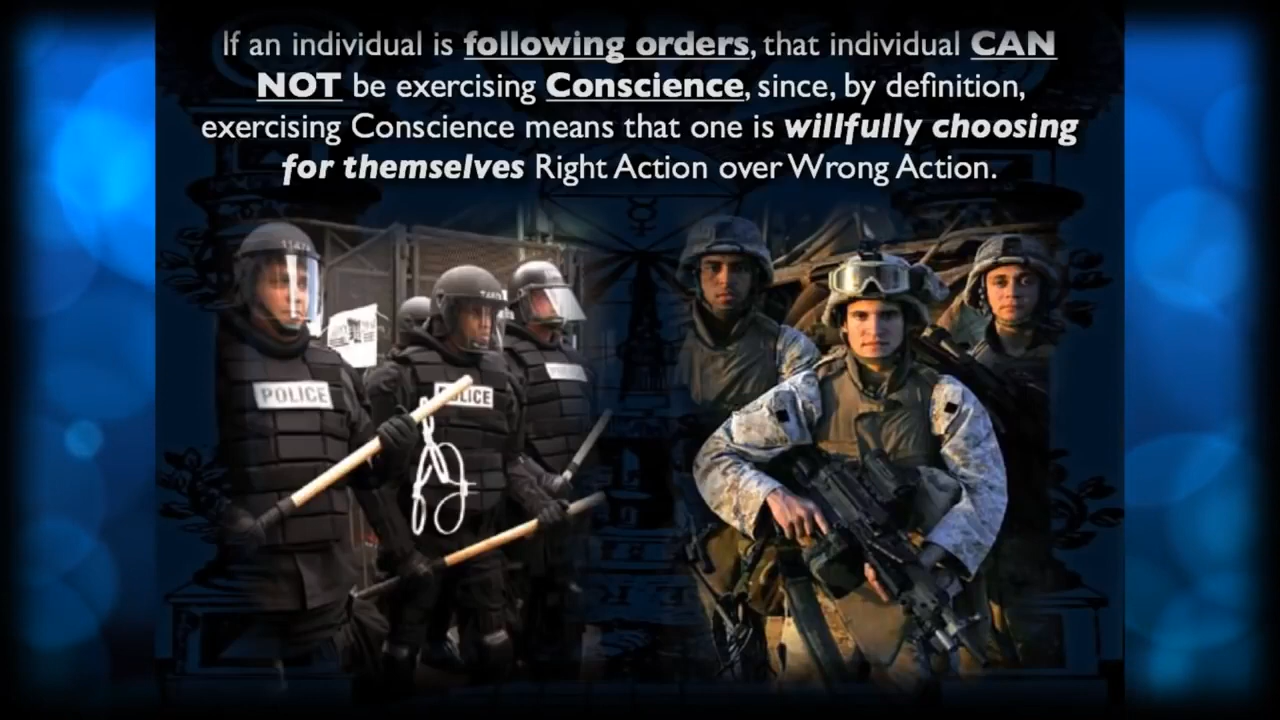 If an individual is following orders, that individual CAN
NOT be exercising Conscience, since, by definition,
exercising Conscience means that one is willfully choosing
for themselves Right Action over Wrong Action.
POLICE
POLICE